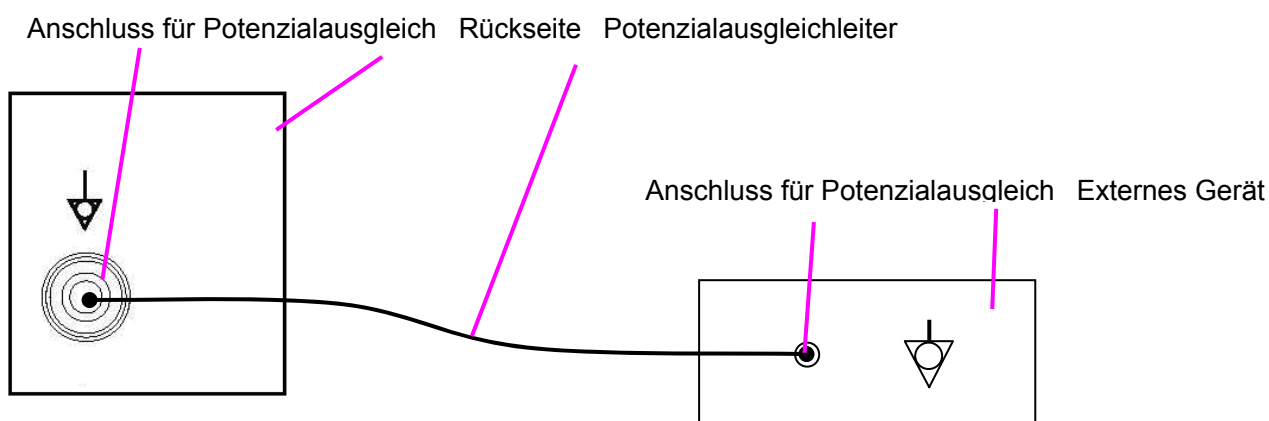 Anschluss für Potenzialausgleich Rückseite Potenzialausgleichleiter
Anschluss für Potenzialausgleich Externes Gerät